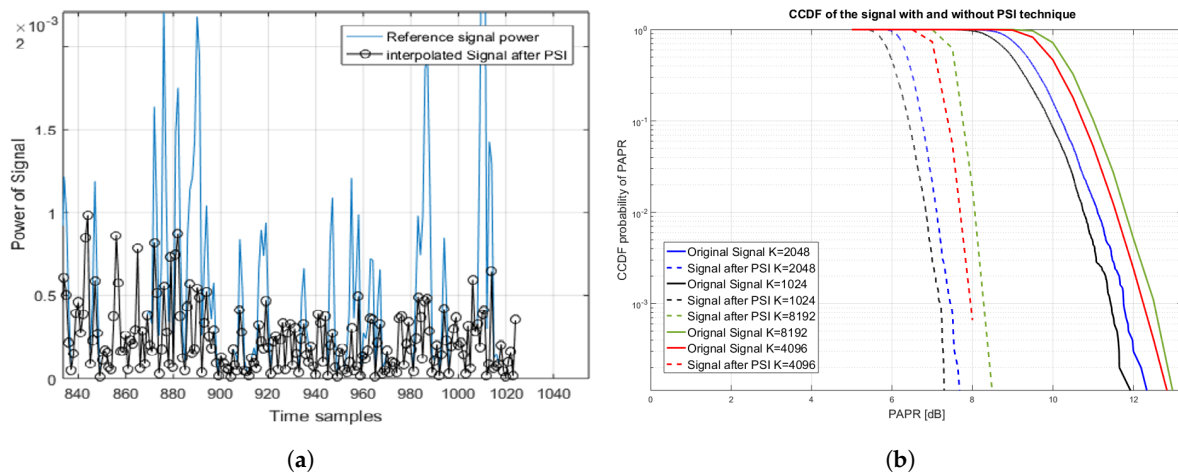 ×10⁻³
2
1.5
1
0.5
0
Power of Signal
Reference signal power
interpolated Signal after PSI
840 860 880 900 920 940 960 980 1000 1020 1040
Time samples
(a)
CCDF of the signal with and without PSI technique
10⁰
10⁻¹
10⁻²
10⁻³
CCDF probability of PAPR
Original Signal K=2048
Signal after PSI K=2048
Original Signal K=1024
Signal after PSI K=1024
Signal after PSI K=8192
Orignal Signal K=8192
Original Signal K=4096
Signal after PSI K=4096
0 2 4 6 8 10 12
PAPR [dB]
(b)